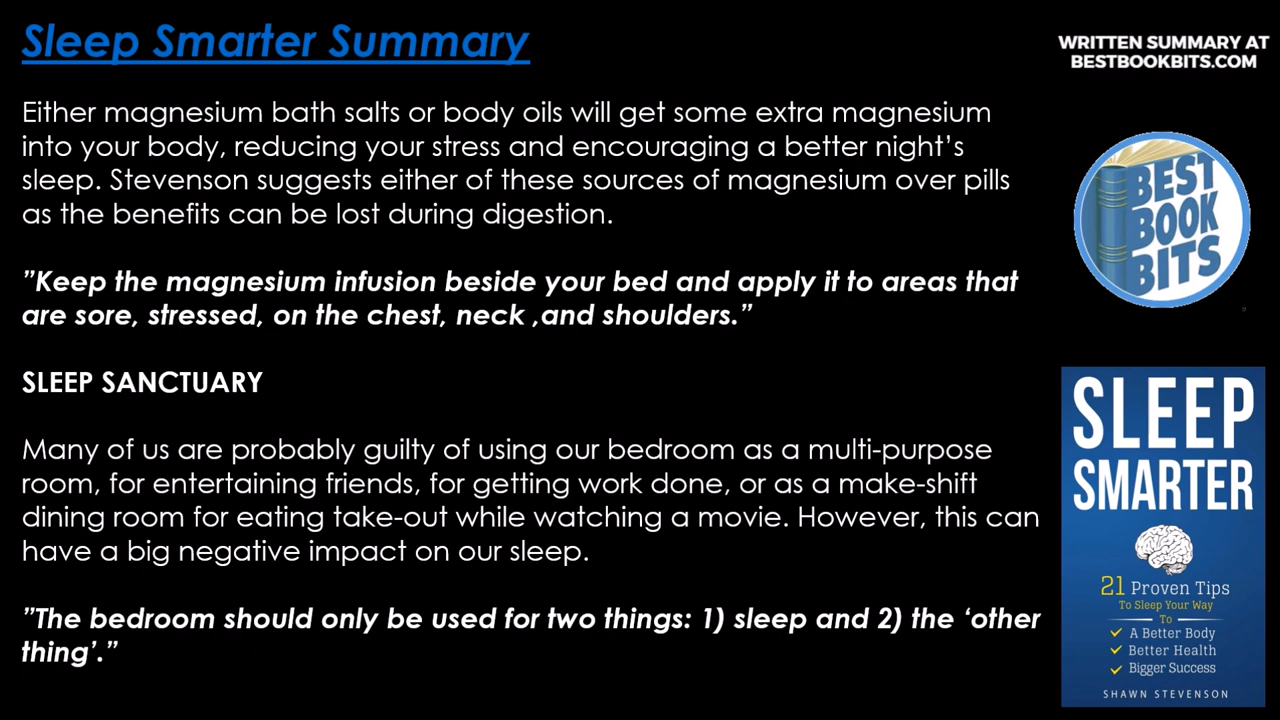 Sleep Smarter Summary
WRITTEN SUMMARY AT
BESTBOOKBITS.COM
Either magnesium bath salts or body oils will get some extra magnesium
into your body, reducing your stress and encouraging a better night’s
sleep. Stevenson suggests either of these sources of magnesium over pills
as the benefits can be lost during digestion.
”Keep the magnesium infusion beside your bed and apply it to areas that
are sore, stressed, on the chest, neck ,and shoulders.”
SLEEP SANCTUARY
Many of us are probably guilty of using our bedroom as a multi-purpose
room, for entertaining friends, for getting work done, or as a make-shift
dining room for eating take-out while watching a movie. However, this can
have a big negative impact on our sleep.
”The bedroom should only be used for two things: 1) sleep and 2) the ‘other
thing’.”
BEST
BOOK
BITS
SLEEP
SMARTER
21 Proven Tips
To Sleep Your Way
To
A Better Body
Better Health
Bigger Success
SHAWN STEVENSON